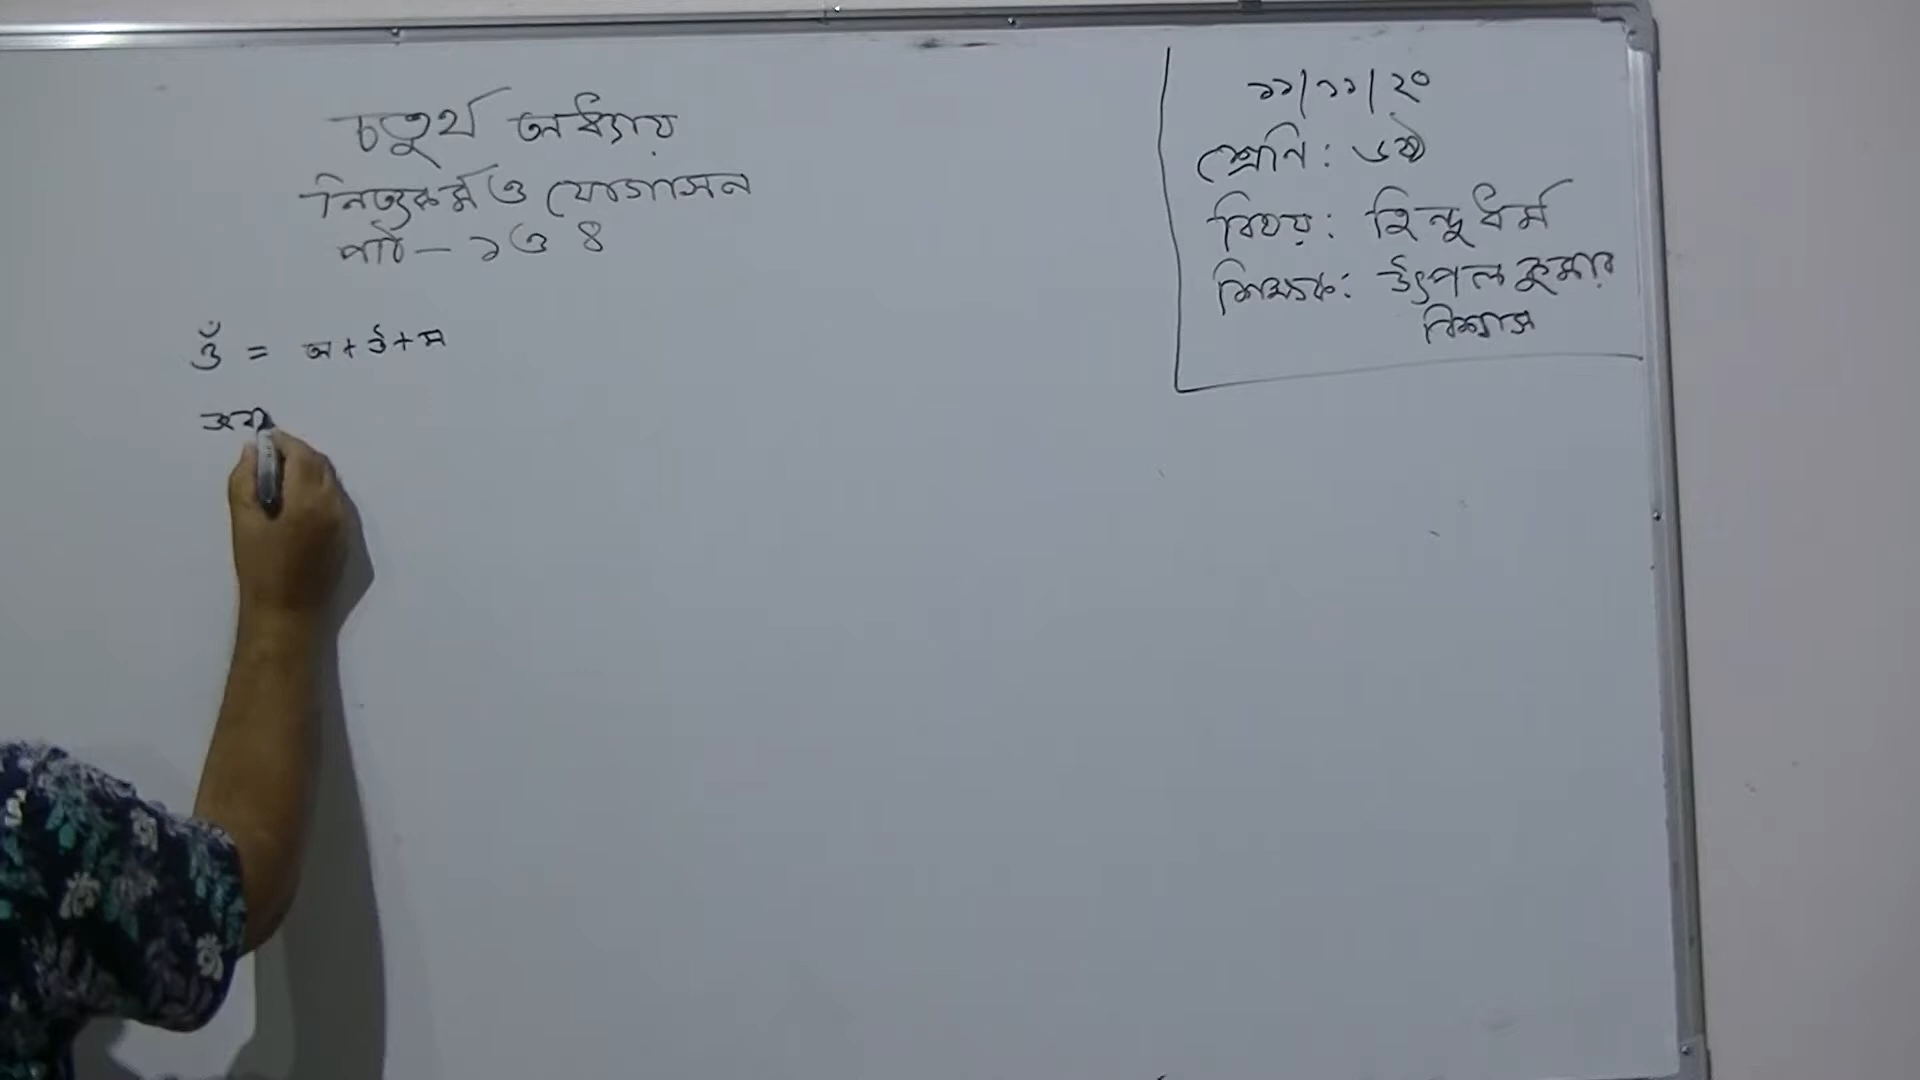 চতুর্থ অধ্যায়
নিত্যকর্ম ও যোগাসন
পাঠ - ১ ও ৪
ওঁ = অ + উ + ম
১১/১১/২০
শ্রেণি : ৬ষ্ঠ
বিষয় : হিন্দুধর্ম
শিক্ষক : উৎপল কুমার
বিশ্বাস